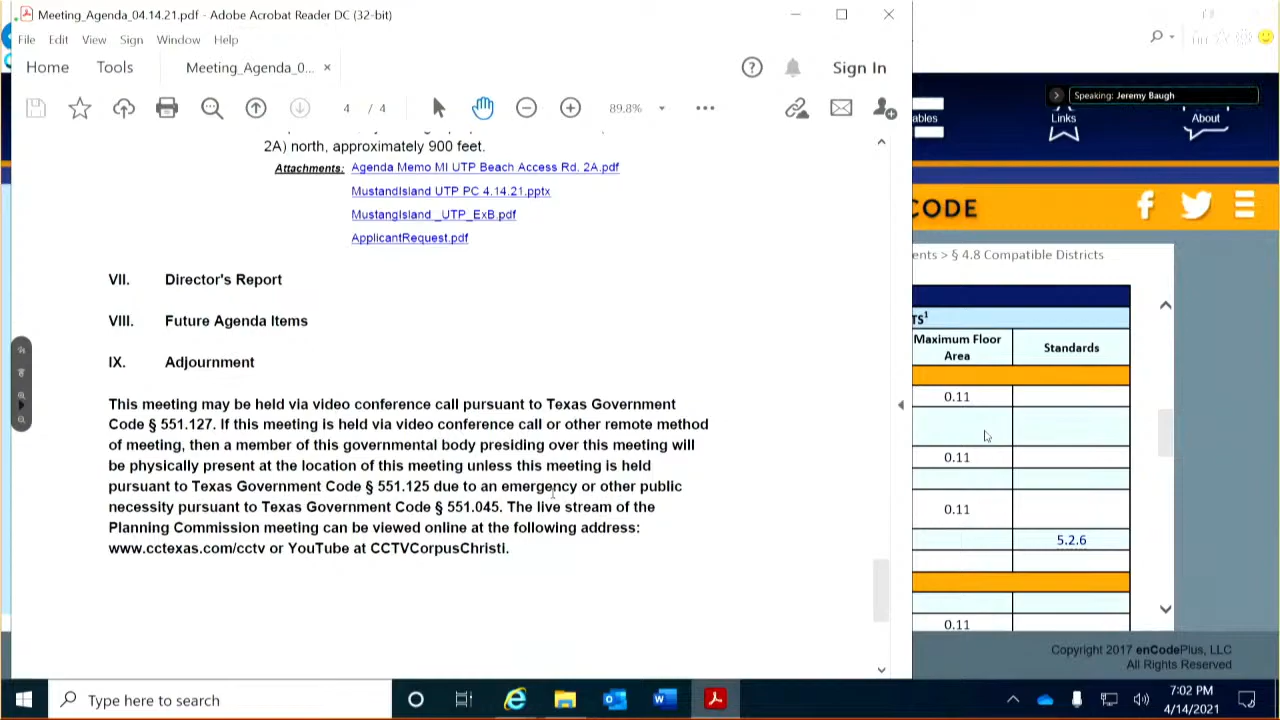 Meeting_Agenda_04.14.21.pdf - Adobe Acrobat Reader DC (32-bit)
File Edit View Sign Window Help
Home Tools Meeting_Agenda_0... × Sign In
4 / 4 89.8%
2A) north, approximately 900 feet.
Attachments: Agenda Memo MI UTP Beach Access Rd. 2A.pdf
MustandIsland UTP PC 4.14.21.pptx
MustangIsland _UTP_ExB.pdf
ApplicantRequest.pdf
VII. Director's Report
VIII. Future Agenda Items
IX. Adjournment
This meeting may be held via video conference call pursuant to Texas Government
Code § 551.127. If this meeting is held via video conference call or other remote method
of meeting, then a member of this governmental body presiding over this meeting will
be physically present at the location of this meeting unless this meeting is held
pursuant to Texas Government Code § 551.125 due to an emergency or other public
necessity pursuant to Texas Government Code § 551.045. The live stream of the
Planning Commission meeting can be viewed online at the following address:
www.cctexas.com/cctv or YouTube at CCTVCorpusChristi.
Speaking: Jeremy Baugh
ables Links About
CODE
ents > § 4.8 Compatible Districts
TS¹
Maximum Floor
Area
Standards
0.11
0.11
0.11
5.2.6
0.11
Copyright 2017 enCodePlus, LLC
All Rights Reserved
Type here to search
7:02 PM
4/14/2021